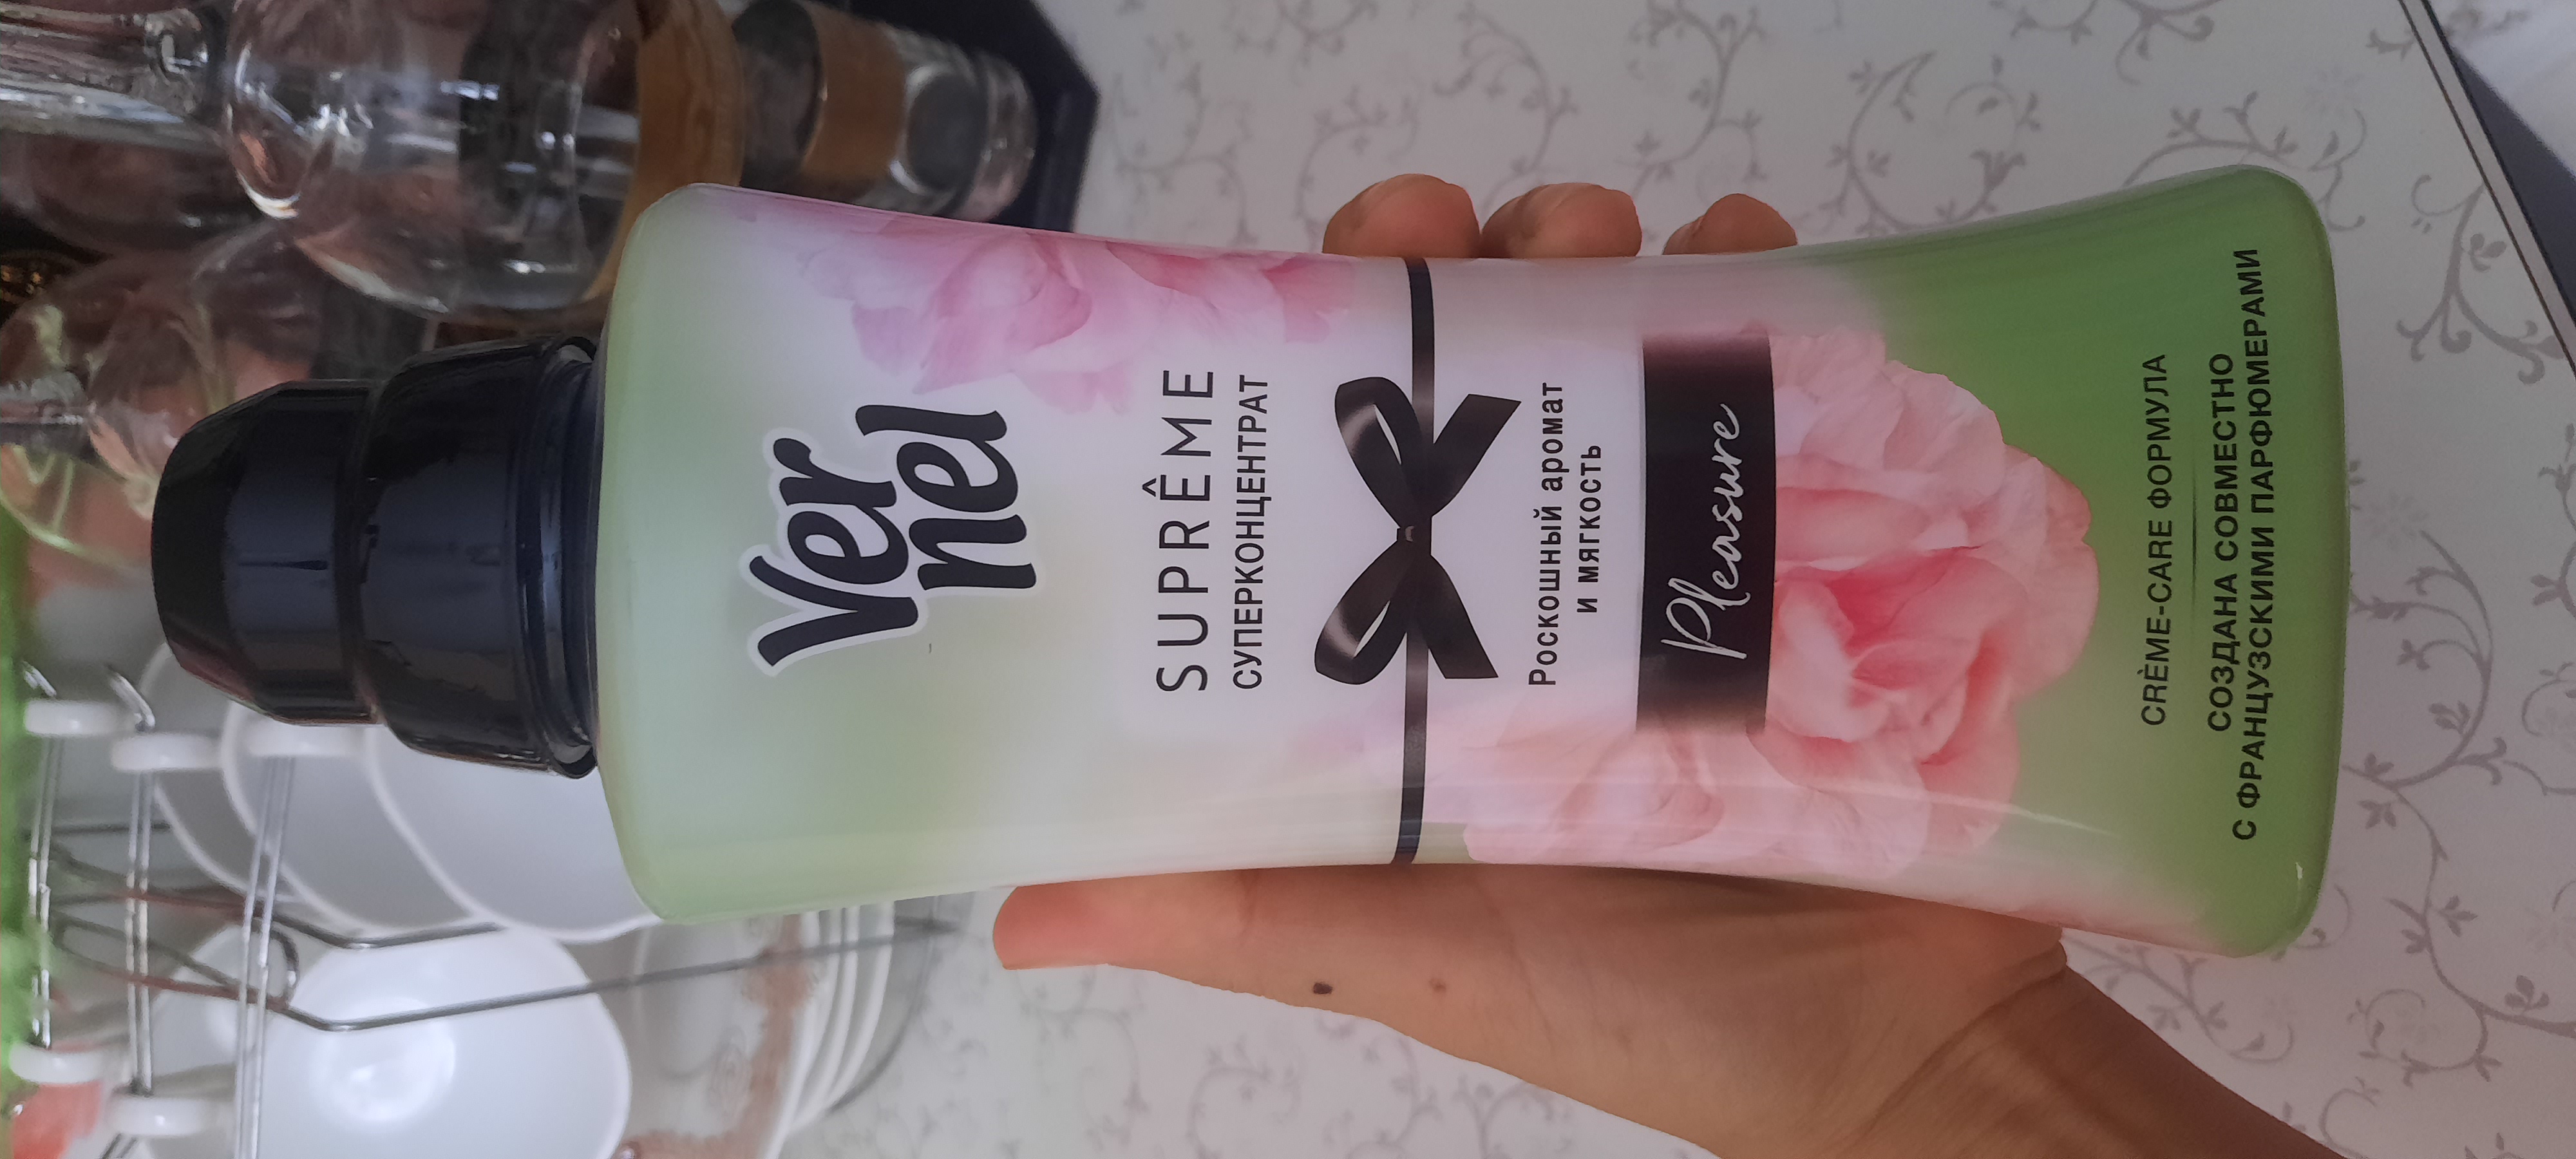 Ver
nel
SUPRÊME
СУПЕРКОНЦЕНТРАТ
Роскошный аромат
и мягкость
Pleasure
CRÈME-CARE ФОРМУЛА
СОЗДАНА СОВМЕСТНО
С ФРАНЦУЗСКИМИ ПАРФЮМЕРАМИ